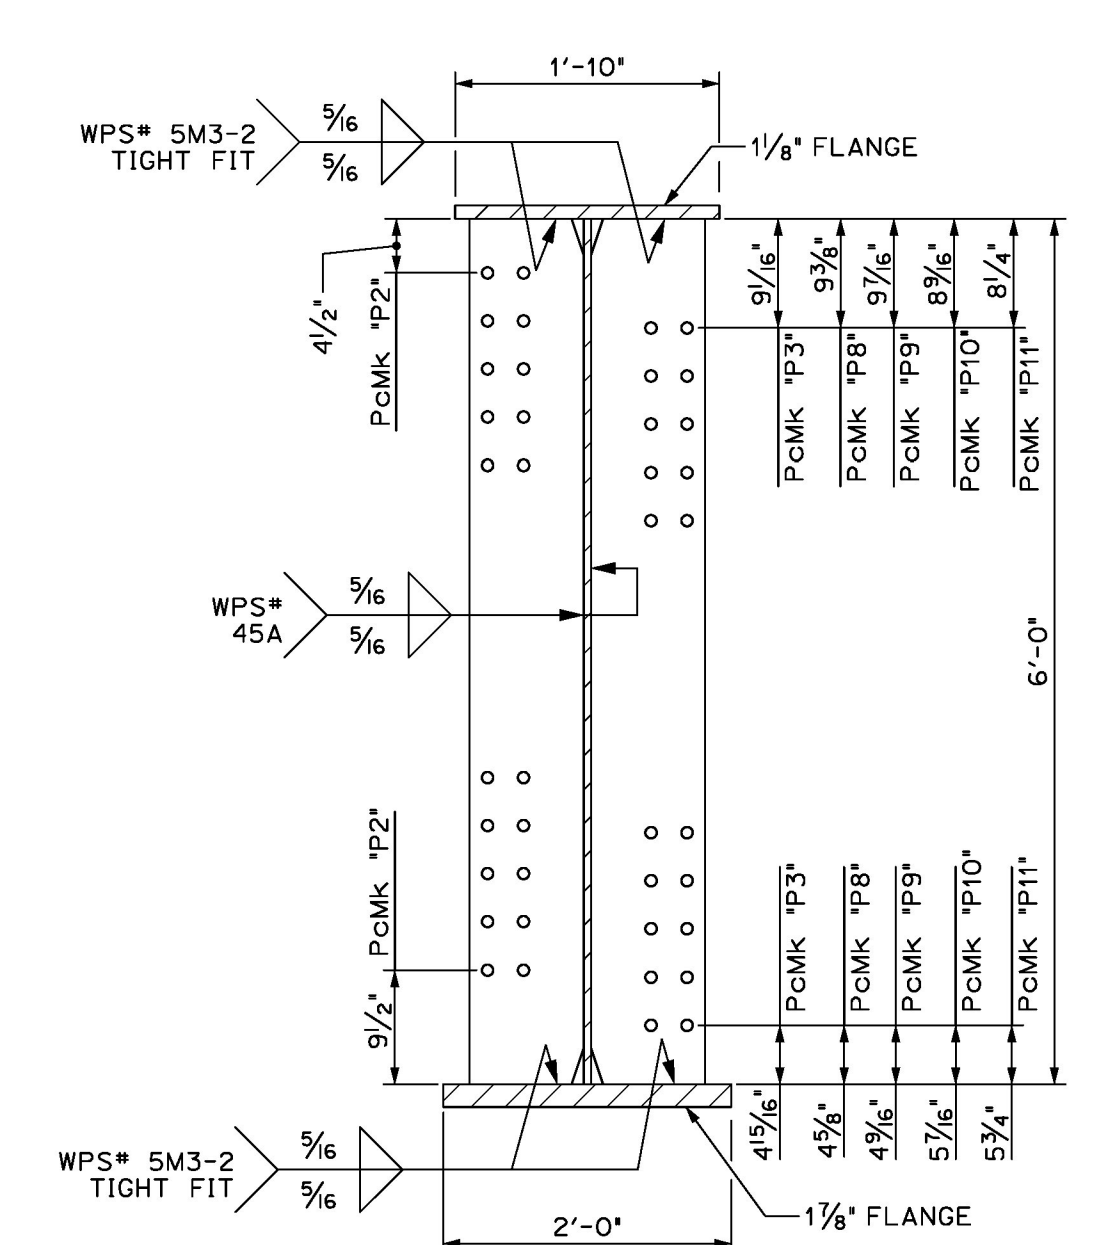 1'-10"
WPS# 5M3-2
TIGHT FIT
5/16
5/16
1 1/8" FLANGE
4 1/2"
PcMk "P2"
9 1/16"
9 3/8"
9 7/16"
8 9/16"
8 1/4"
PcMk "P3"
PcMk "P8"
PcMk "P9"
PcMk "P10"
PcMk "P11"
WPS#
45A
5/16
5/16
6'-0"
PcMk "P2"
9 1/2"
PcMk "P3"
PcMk "P8"
PcMk "P9"
PcMk "P10"
PcMk "P11"
4 15/16"
4 5/8"
4 9/16"
5 7/16"
5 3/4"
WPS# 5M3-2
TIGHT FIT
5/16
5/16
1 7/8" FLANGE
2'-0"